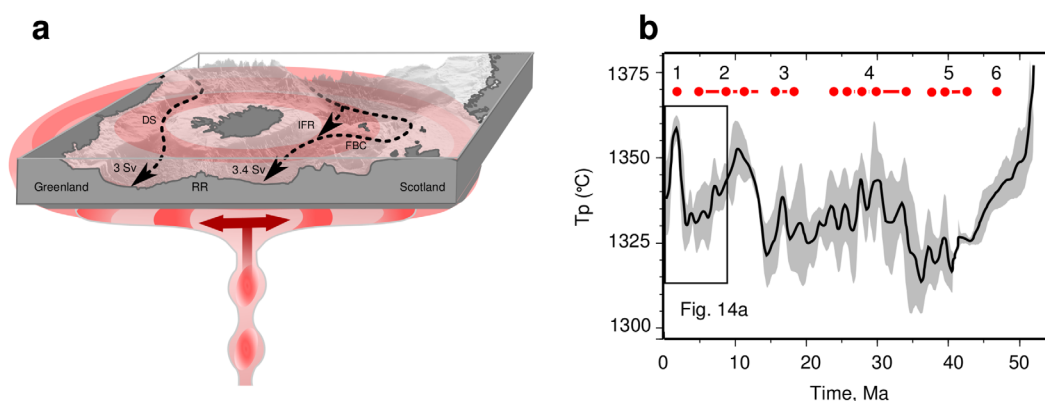 a
DS
IFR
FBC
3 Sv
3.4 Sv
Greenland
RR
Scotland
b
1 2 3 4 5 6
1375
1350
1325
1300
Tp (°C)
Fig. 14a
0 10 20 30 40 50
Time, Ma